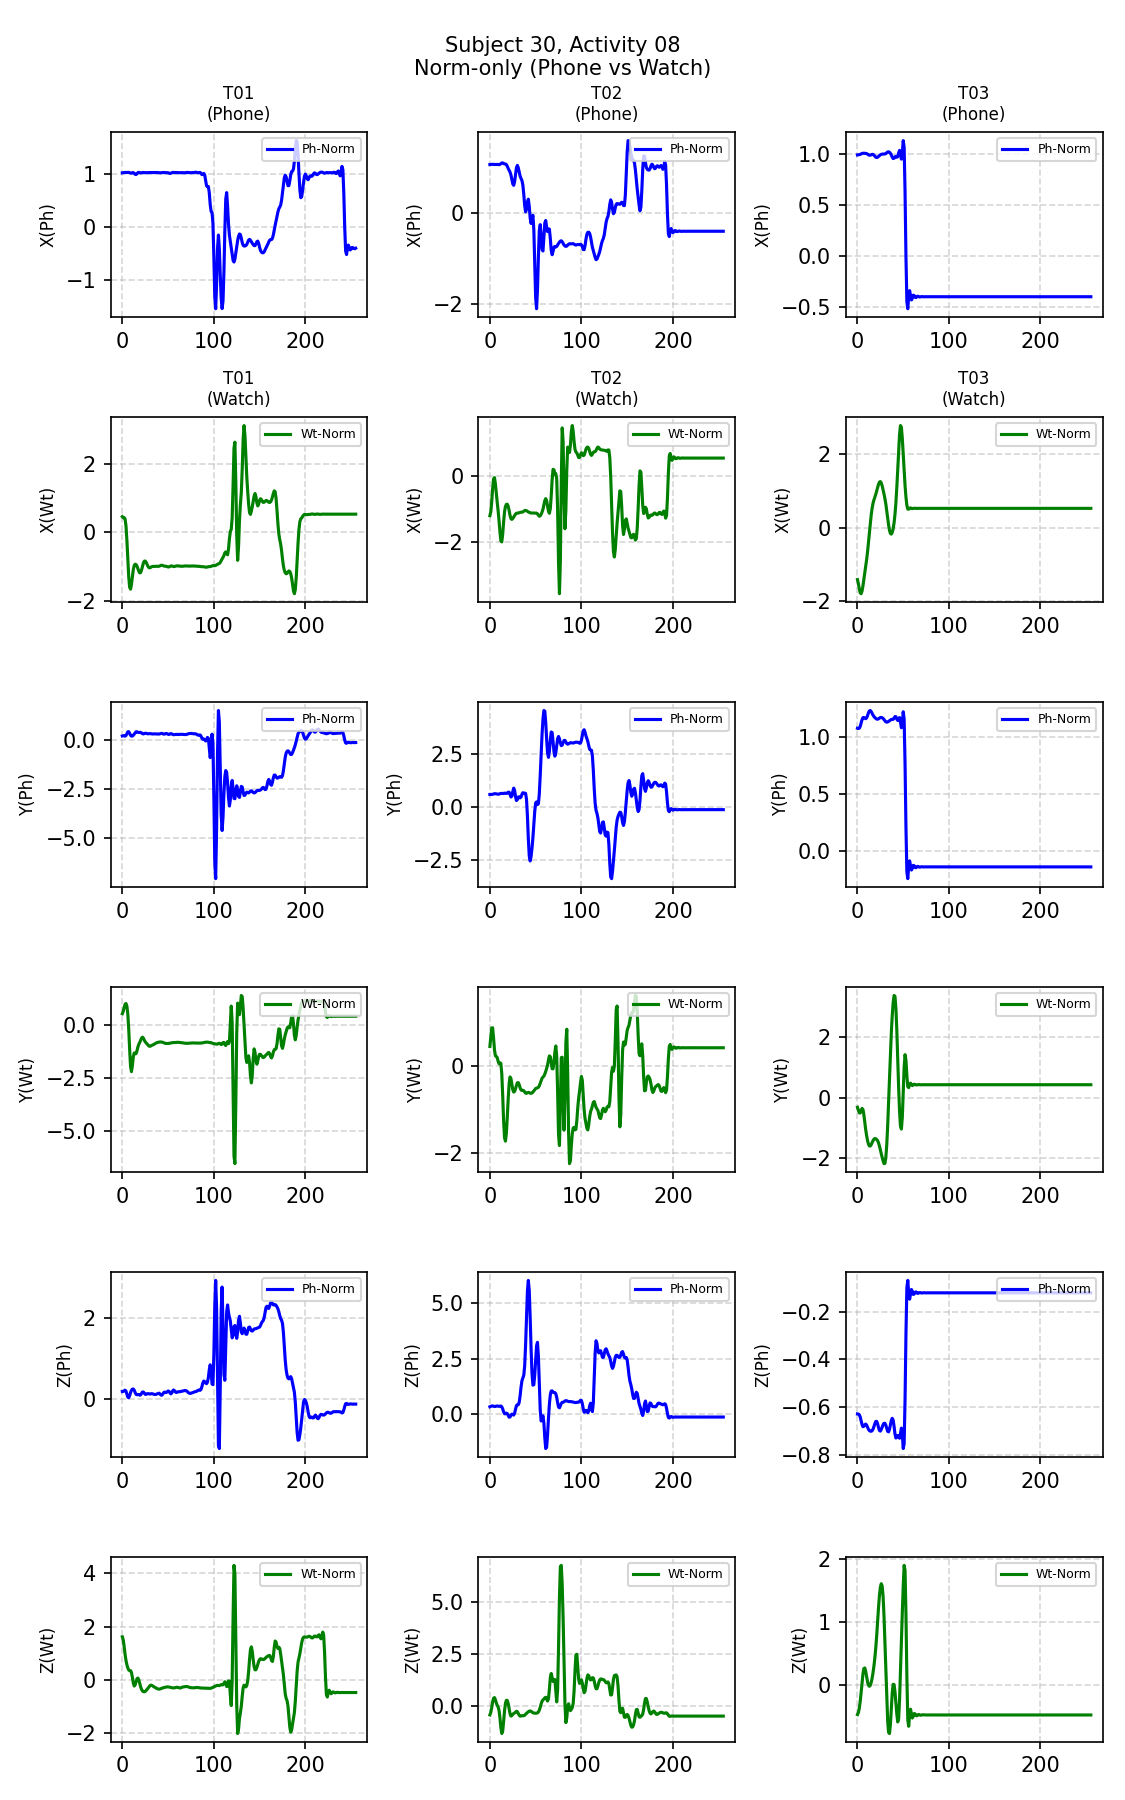 Subject 30, Activity 08
Norm-only (Phone vs Watch)
T01
(Phone)
T02
(Phone)
T03
(Phone)
X(Ph)
1
0
−1
0 100 200
Ph-Norm
X(Ph)
0
−2
0 100 200
Ph-Norm
X(Ph)
1.0
0.5
0.0
−0.5
0 100 200
Ph-Norm
T01
(Watch)
T02
(Watch)
T03
(Watch)
X(Wt)
2
0
−2
0 100 200
Wt-Norm
X(Wt)
0
−2
0 100 200
Wt-Norm
X(Wt)
2
0
−2
0 100 200
Wt-Norm
Y(Ph)
0.0
−2.5
−5.0
0 100 200
Ph-Norm
Y(Ph)
2.5
0.0
−2.5
0 100 200
Ph-Norm
Y(Ph)
1.0
0.5
0.0
0 100 200
Ph-Norm
Y(Wt)
0.0
−2.5
−5.0
0 100 200
Wt-Norm
Y(Wt)
0
−2
0 100 200
Wt-Norm
Y(Wt)
2
0
−2
0 100 200
Wt-Norm
Z(Ph)
2
0
0 100 200
Ph-Norm
Z(Ph)
5.0
2.5
0.0
0 100 200
Ph-Norm
Z(Ph)
−0.2
−0.4
−0.6
−0.8
0 100 200
Ph-Norm
Z(Wt)
4
2
0
−2
0 100 200
Wt-Norm
Z(Wt)
5.0
2.5
0.0
0 100 200
Wt-Norm
Z(Wt)
2
1
0
0 100 200
Wt-Norm